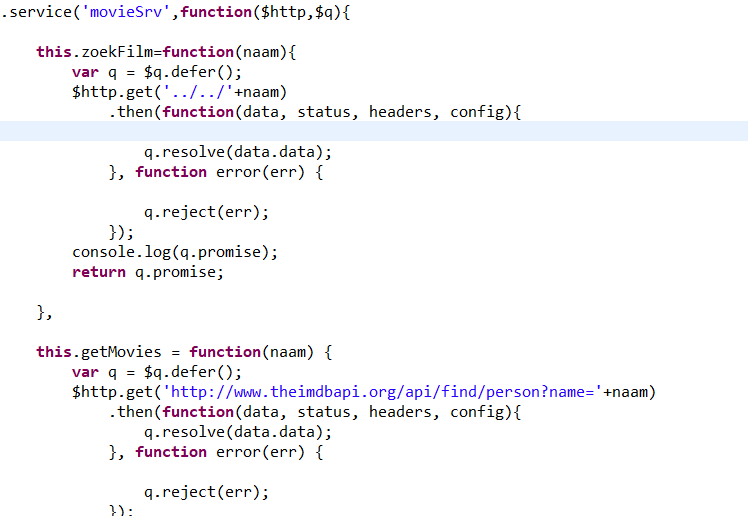 .service('movieSrv',function($http,$q){
this.zoekFilm=function(naam){
var q = $q.defer();
$http.get('../../'+naam)
.then(function(data, status, headers, config){
q.resolve(data.data);
}, function error(err) {
q.reject(err);
});
console.log(q.promise);
return q.promise;
},
this.getMovies = function(naam) {
var q = $q.defer();
$http.get('http://www.theimdbapi.org/api/find/person?name='+naam)
.then(function(data, status, headers, config){
q.resolve(data.data);
}, function error(err) {
q.reject(err);
});